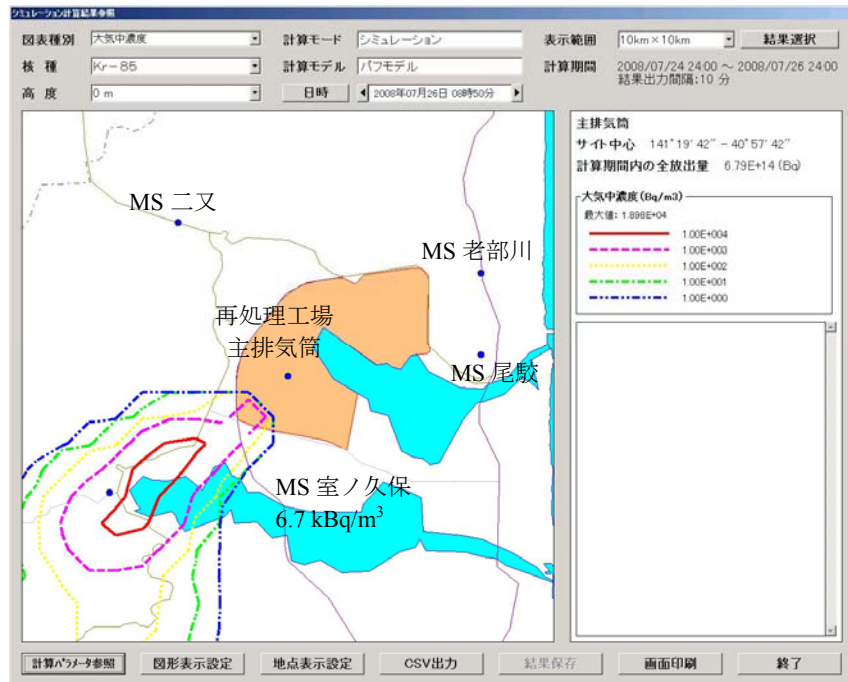 シミュレーション計算結果参照
図表種別 大気中濃度 計算モード シミュレーション 表示範囲 10km×10km 結果選択
核 種 Kr-85 計算モデル パフモデル 計算期間 2008/07/24 24:00 ～ 2008/07/26 24:00
結果出力間隔:10 分
高 度 0 m 日時 2008年07月26日 08時50分
主排気筒
サイト中心 141°19′42″ - 40°57′42″
計算期間内の全放出量 6.79E+14 (Bq)
大気中濃度(Bq/m3)
最大値: 1.898E+04
1.00E+004
1.00E+003
1.00E+002
1.00E+001
1.00E+000
MS 二又
MS 老部川
再処理工場
主排気筒
MS 尾駮
MS 室ノ久保
6.7 kBq/m³
計算パラメータ参照 図形表示設定 地点表示設定 CSV出力 結果保存 画面印刷 終了